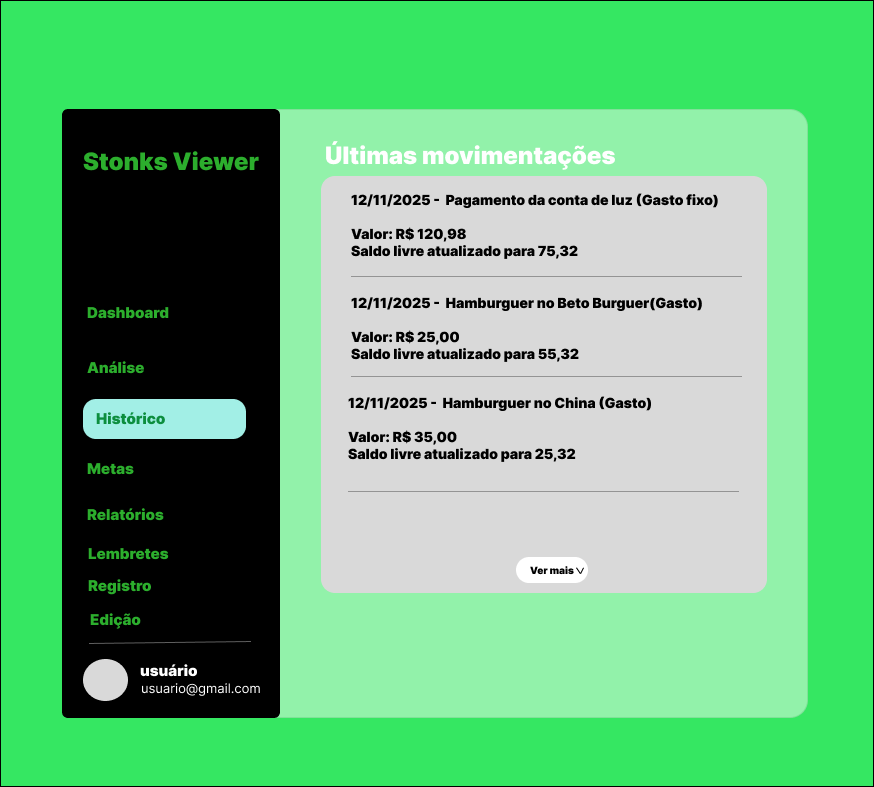 Stonks Viewer
Dashboard
Análise
Histórico
Metas
Relatórios
Lembretes
Registro
Edição
usuário
usuario@gmail.com
Últimas movimentações
12/11/2025 - Pagamento da conta de luz (Gasto fixo)
Valor: R$ 120,98
Saldo livre atualizado para 75,32
12/11/2025 - Hamburguer no Beto Burguer(Gasto)
Valor: R$ 25,00
Saldo livre atualizado para 55,32
12/11/2025 - Hamburguer no China (Gasto)
Valor: R$ 35,00
Saldo livre atualizado para 25,32
Ver mais